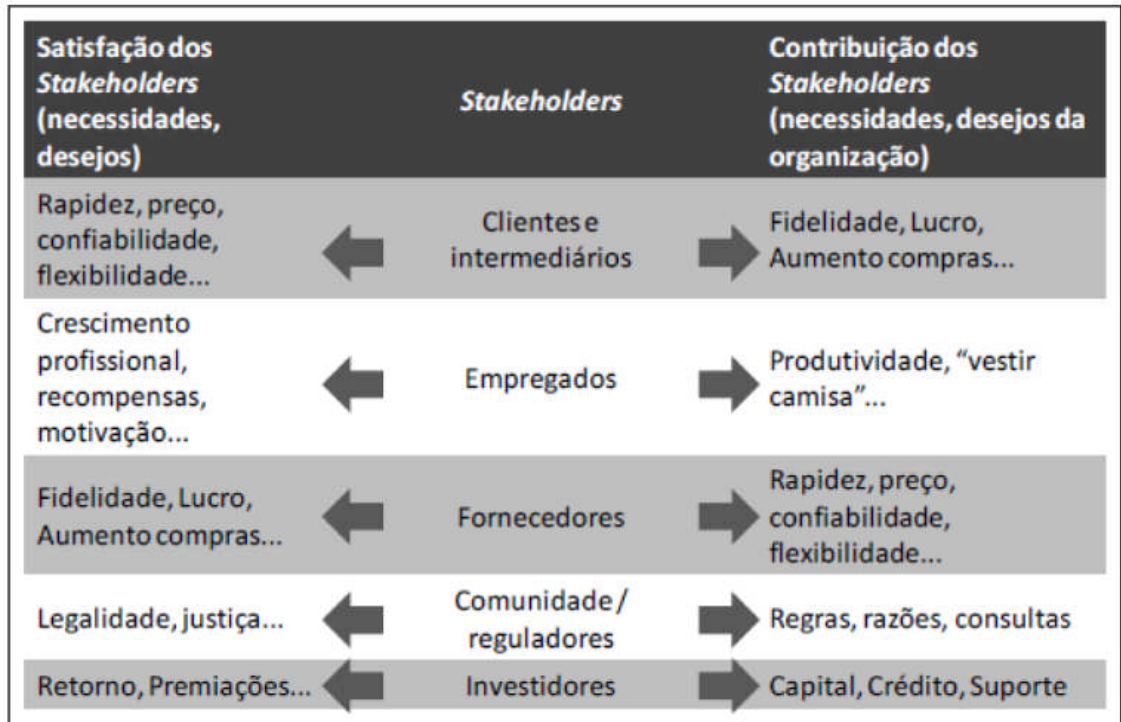 Satisfação dos
Stakeholders
(necessidades,
desejos)
Stakeholders
Contribuição dos
Stakeholders
(necessidades, desejos da
organização)
Rapidez, preço,
confiabilidade,
flexibilidade...
Clientes e
intermediários
Fidelidade, Lucro,
Aumento compras...
Crescimento
profissional,
recompensas,
motivação...
Empregados
Produtividade, “vestir
camisa”...
Fidelidade, Lucro,
Aumento compras...
Fornecedores
Rapidez, preço,
confiabilidade,
flexibilidade...
Legalidade, justiça...
Comunidade /
reguladores
Regras, razões, consultas
Retorno, Premiações...
Investidores
Capital, Crédito, Suporte